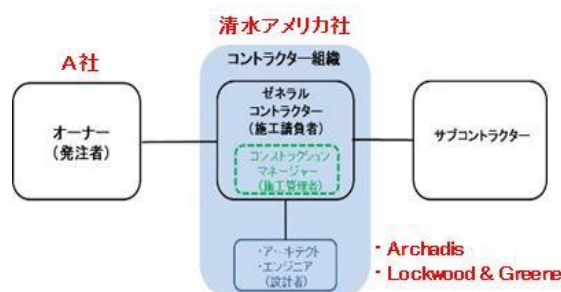 清水アメリカ社
A社
コントラクター組織
オーナー
(発注者)
ゼネラル
コントラクター
(施工請負者)
コンストラクション
マネージャー
(施工管理者)
サブコントラクター
・アーキテクト
・エンジニア
(設計者)
・Archadis
・Lockwood & Greene